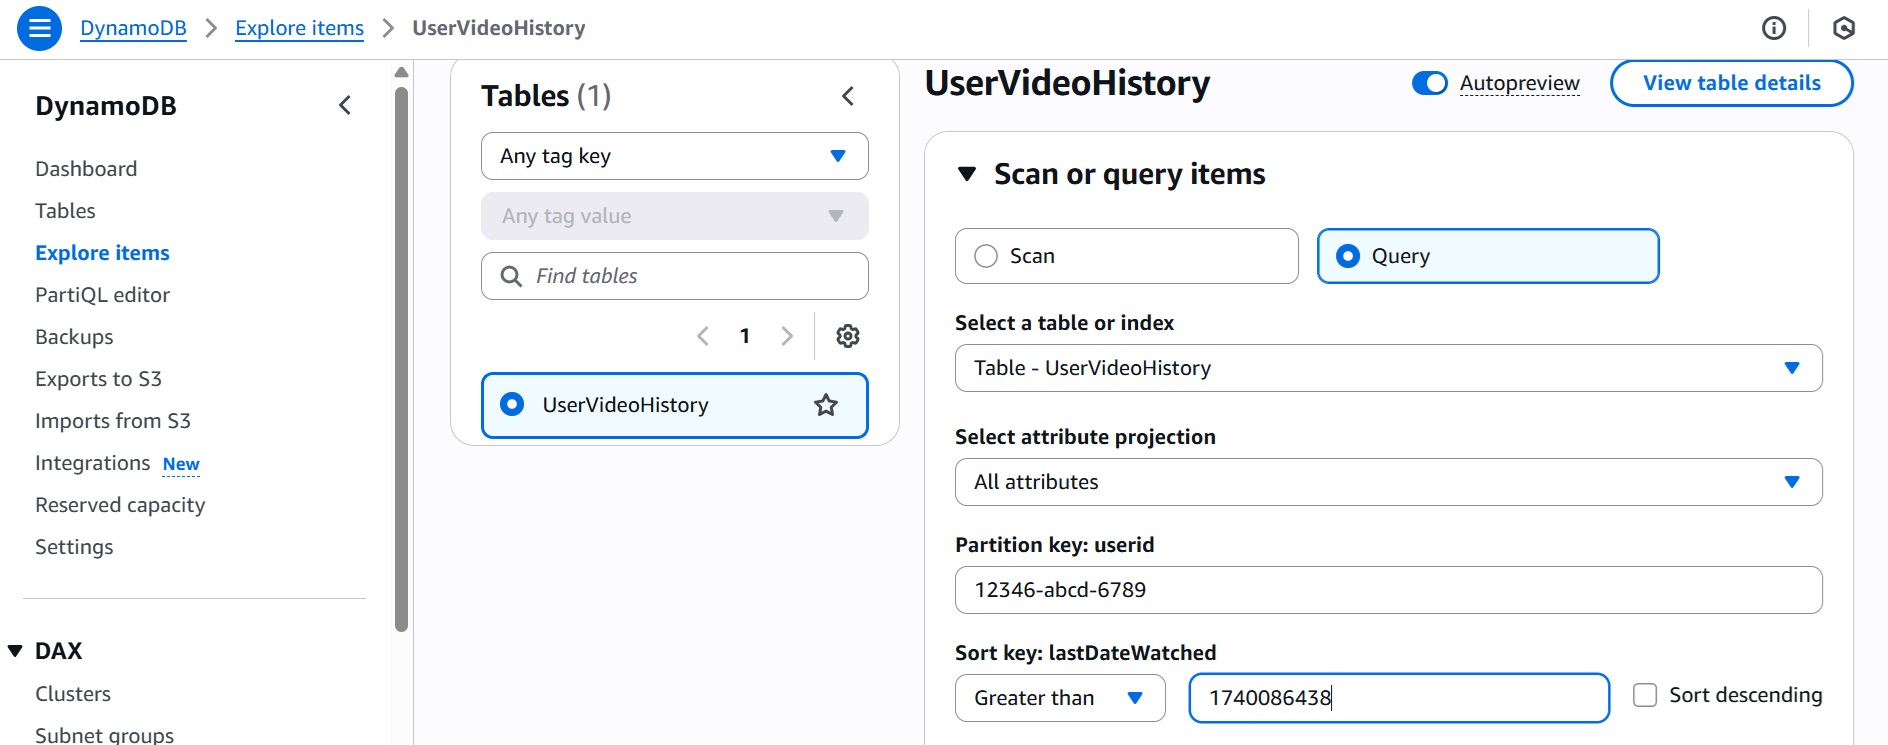 DynamoDB > Explore items > UserVideoHistory
DynamoDB
Dashboard
Tables
Explore items
PartiQL editor
Backups
Exports to S3
Imports from S3
Integrations New
Reserved capacity
Settings
DAX
Clusters
Subnet groups
Tables (1)
Any tag key
Any tag value
Find tables
1
UserVideoHistory
UserVideoHistory
Autopreview
View table details
Scan or query items
Scan
Query
Select a table or index
Table - UserVideoHistory
Select attribute projection
All attributes
Partition key: userid
12346-abcd-6789
Sort key: lastDateWatched
Greater than
1740086438
Sort descending